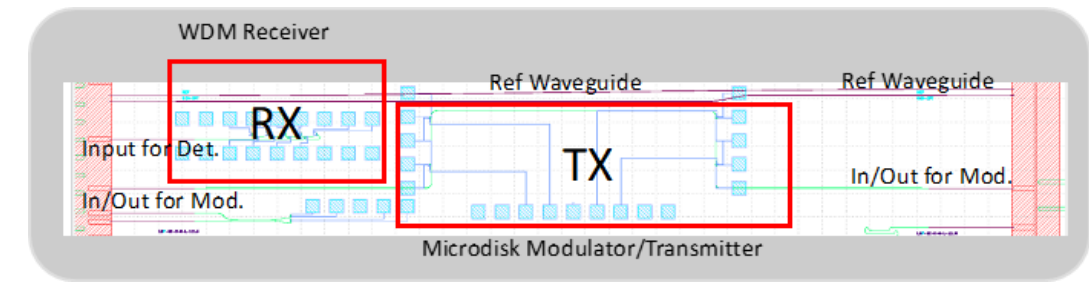 WDM Receiver
Ref Waveguide
Ref Waveguide
RX
Input for Det.
TX
In/Out for Mod.
In/Out for Mod.
Microdisk Modulator/Transmitter